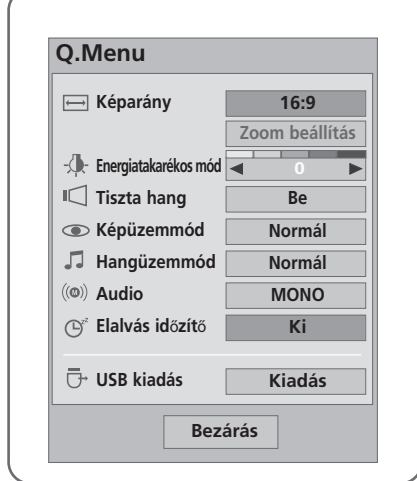 Q.Menu
Képarány 16:9
Zoom beállítás
Energiatakarékos mód ◀ 0 ▶
Tiszta hang Be
Képüzemmód Normál
Hangüzemmód Normál
Audio MONO
Elalvás időzítő Ki
USB kiadás Kiadás
Bezárás